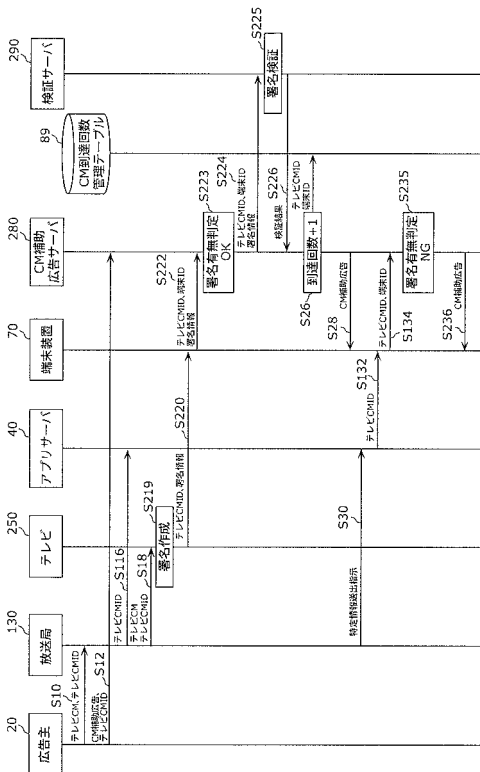 20
広告主
130
放送局
250
テレビ
40
アプリサーバ
70
端末装置
280
CM補助
広告サーバ
89
CM到達回数
管理テーブル
290
検証サーバ
S10
テレビCM、テレビCMID
CM補助広告、
テレビCMID
S12
テレビCMID
S116
テレビCM
テレビCMID
S18
署名作成
S219
テレビCMID、署名情報
S220
S222
テレビCMID、端末ID
署名情報
署名有無判定
OK
S223
S224
テレビCMID、端末ID
署名情報
署名検証
S225
S226
検証結果
到達回数+1
S26
テレビCMID
端末ID
S28
CM補助広告
特定情報送出指示
S30
テレビCMID
S132
テレビCMID、端末ID
S134
署名有無判定
NG
S235
S236
CM補助広告